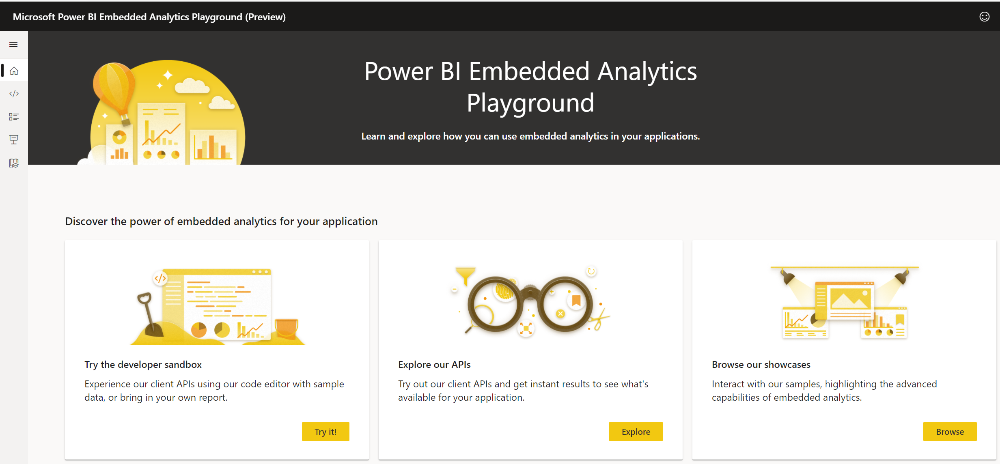 Microsoft Power BI Embedded Analytics Playground (Preview)
Power BI Embedded Analytics
Playground
Learn and explore how you can use embedded analytics in your applications.
Discover the power of embedded analytics for your application
Try the developer sandbox
Experience our client APIs using our code editor with sample
data, or bring in your own report.
Try it!
Explore our APIs
Try out our client APIs and get instant results to see what's
available for your application.
Explore
Browse our showcases
Interact with our samples, highlighting the advanced
capabilities of embedded analytics.
Browse